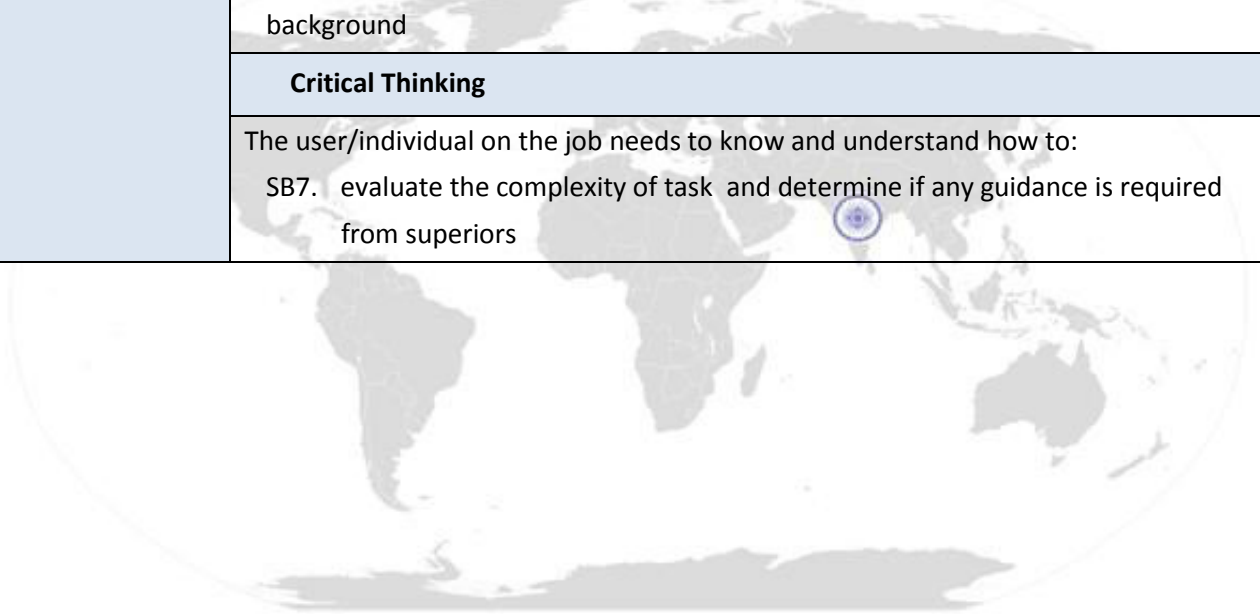 background
Critical Thinking
The user/individual on the job needs to know and understand how to:
SB7. evaluate the complexity of task  and determine if any guidance is required
from superiors